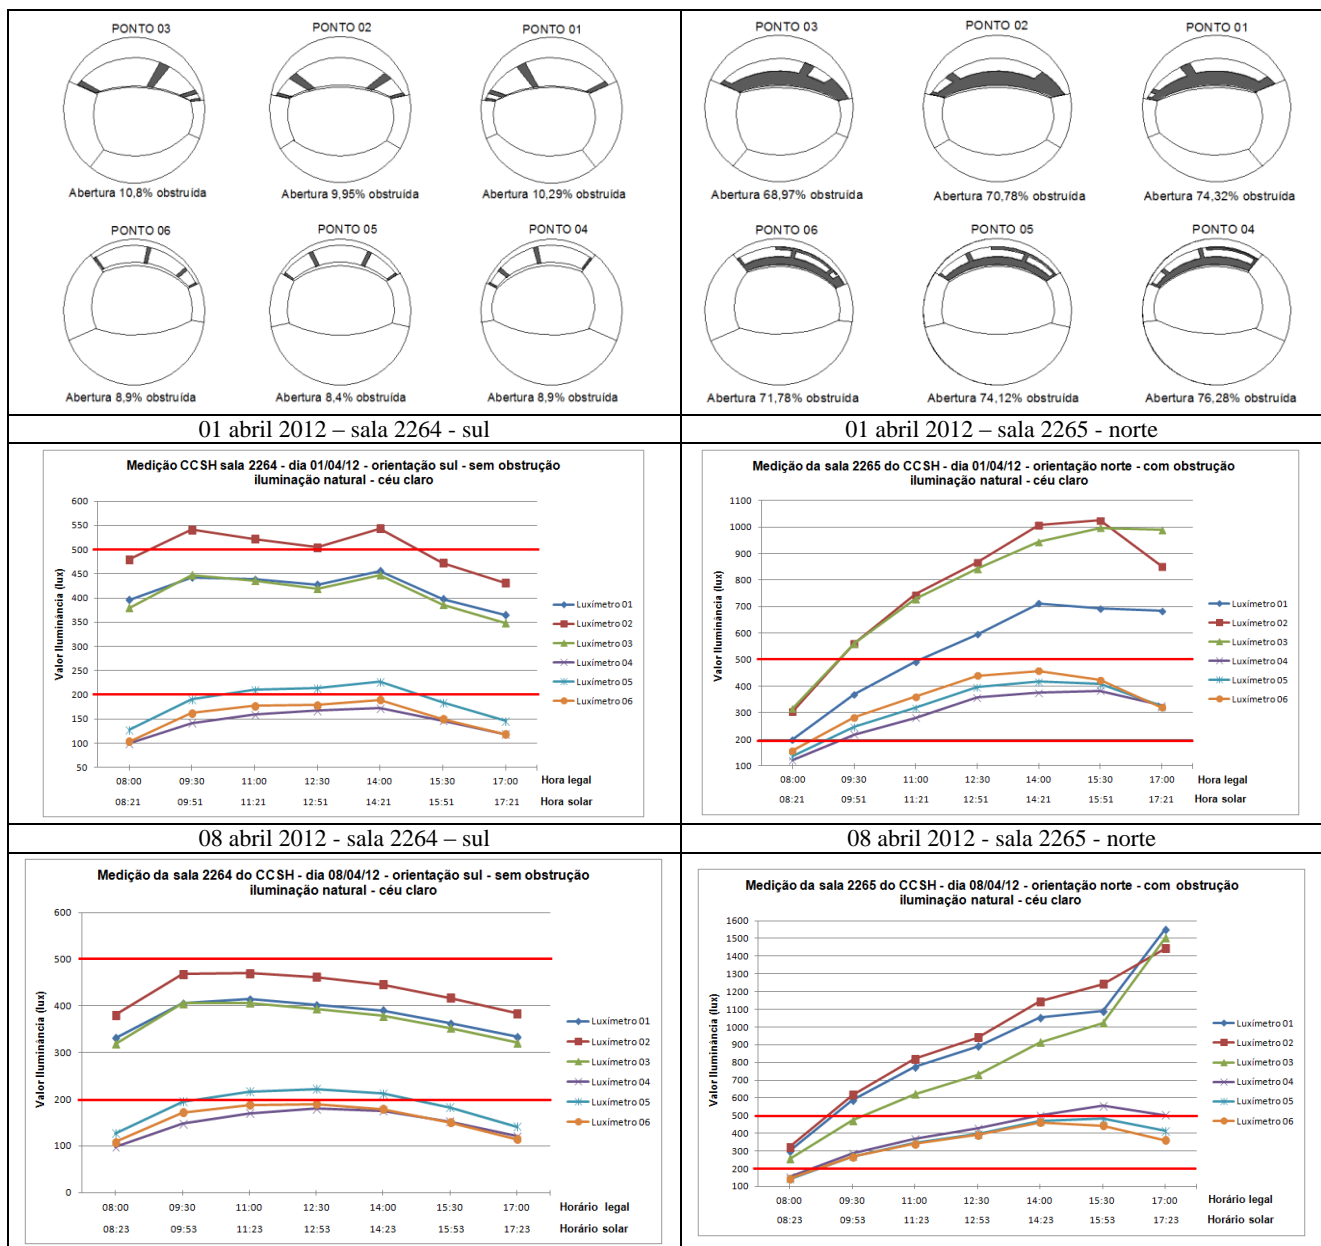 PONTO 03 PONTO 02 PONTO 01
Abertura 10,8% obstruída Abertura 9,95% obstruída Abertura 10,29% obstruída
PONTO 06 PONTO 05 PONTO 04
Abertura 8,9% obstruída Abertura 8,4% obstruída Abertura 8,9% obstruída
PONTO 03 PONTO 02 PONTO 01
Abertura 68,97% obstruída Abertura 70,78% obstruída Abertura 74,32% obstruída
PONTO 06 PONTO 05 PONTO 04
Abertura 71,78% obstruída Abertura 74,12% obstruída Abertura 76,28% obstruída
01 abril 2012 – sala 2264 - sul
01 abril 2012 – sala 2265 - norte
Medição CCSH sala 2264 - dia 01/04/12 - orientação sul - sem obstrução
iluminação natural - céu claro
Valor Iluminância (lux)
600
550
500
450
400
350
300
250
200
150
100
50
Luxímetro 01
Luxímetro 02
Luxímetro 03
Luxímetro 04
Luxímetro 05
Luxímetro 06
08:00 09:30 11:00 12:30 14:00 15:30 17:00 Hora legal
08:21 09:51 11:21 12:51 14:21 15:51 17:21 Hora solar
Medição da sala 2265 do CCSH - dia 01/04/12 - orientação norte - com obstrução
iluminação natural - céu claro
Valor Iluminância (lux)
1100
1000
900
800
700
600
500
400
300
200
100
Luxímetro 01
Luxímetro 02
Luxímetro 03
Luxímetro 04
Luxímetro 05
Luxímetro 06
08:00 09:30 11:00 12:30 14:00 15:30 17:00 Hora legal
08:21 09:51 11:21 12:51 14:21 15:51 17:21 Hora solar
08 abril 2012 - sala 2264 – sul
08 abril 2012 - sala 2265 - norte
Medição da sala 2264 do CCSH - dia 08/04/12 - orientação sul - sem obstrução
iluminação natural - céu claro
Valor Iluminância (lux)
600
500
400
300
200
100
0
Luxímetro 01
Luxímetro 02
Luxímetro 03
Luxímetro 04
Luxímetro 05
Luxímetro 06
08:00 09:30 11:00 12:30 14:00 15:30 17:00 Horário legal
08:23 09:53 11:23 12:53 14:23 15:53 17:23 Horário solar
Medição da sala 2265 do CCSH - dia 08/04/12 - orientação norte - com obstrução
iluminação natural - céu claro
Valor Iluminância (lux)
1600
1500
1400
1300
1200
1100
1000
900
800
700
600
500
400
300
200
100
Luxímetro 01
Luxímetro 02
Luxímetro 03
Luxímetro 04
Luxímetro 05
Luxímetro 06
08:00 09:30 11:00 12:30 14:00 15:30 17:00 Horário legal
08:23 09:53 11:23 12:53 14:23 15:53 17:23 Horário solar